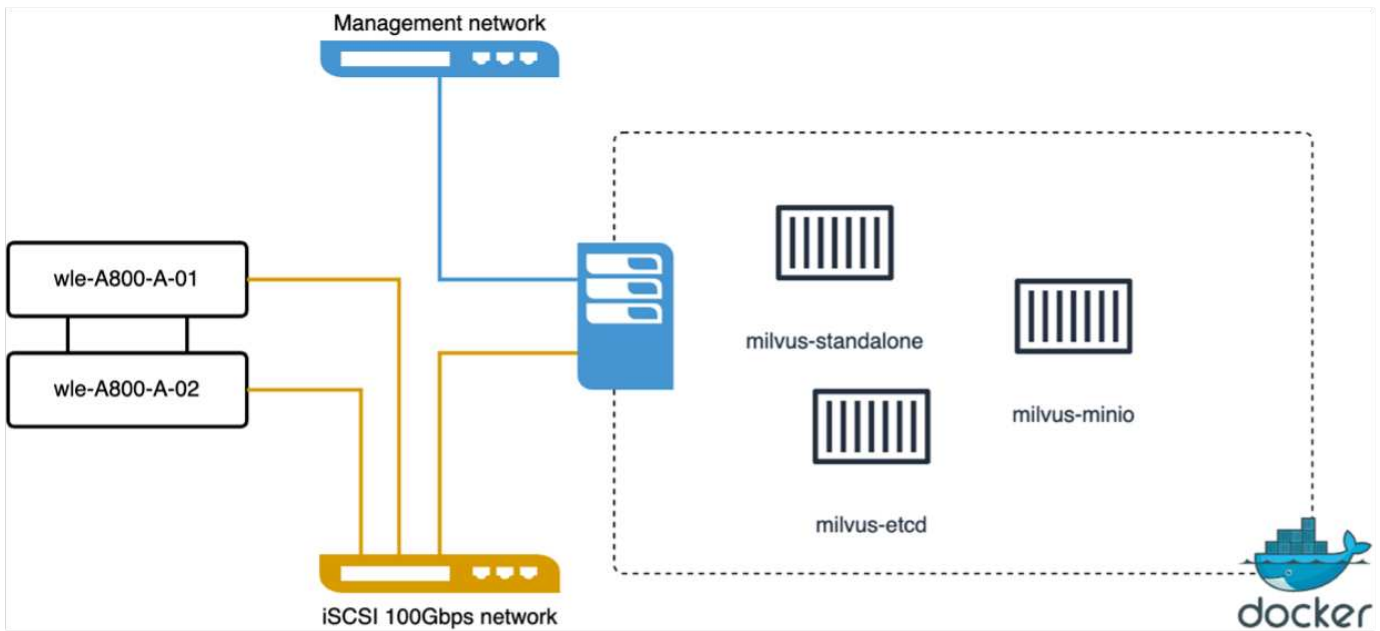 Management network
wle-A800-A-01
wle-A800-A-02
milvus-standalone
milvus-minio
milvus-etcd
iSCSI 100Gbps network
docker